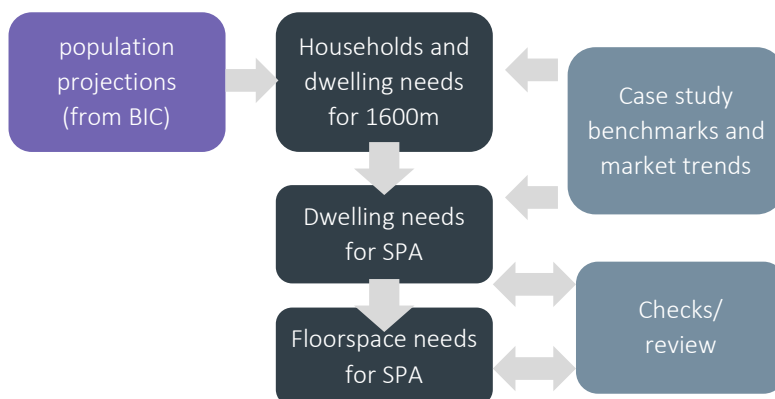 population
projections
(from BIC)
Households and
dwelling needs
for 1600m
Case study
benchmarks and
market trends
Dwelling needs
for SPA
Floorspace needs
for SPA
Checks/
review